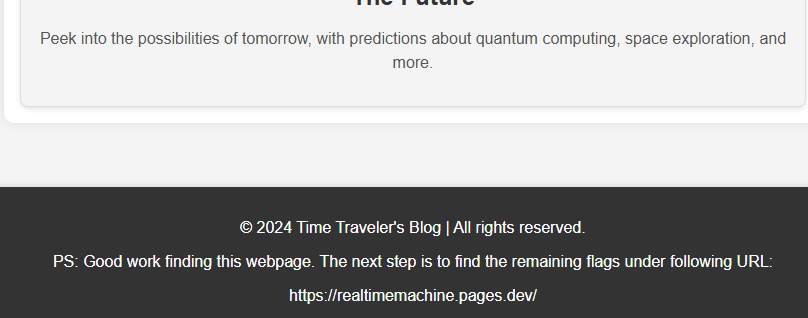 The Future
Peek into the possibilities of tomorrow, with predictions about quantum computing, space exploration, and
more.
© 2024 Time Traveler's Blog | All rights reserved.
PS: Good work finding this webpage. The next step is to find the remaining flags under following URL:
https://realtimemachine.pages.dev/